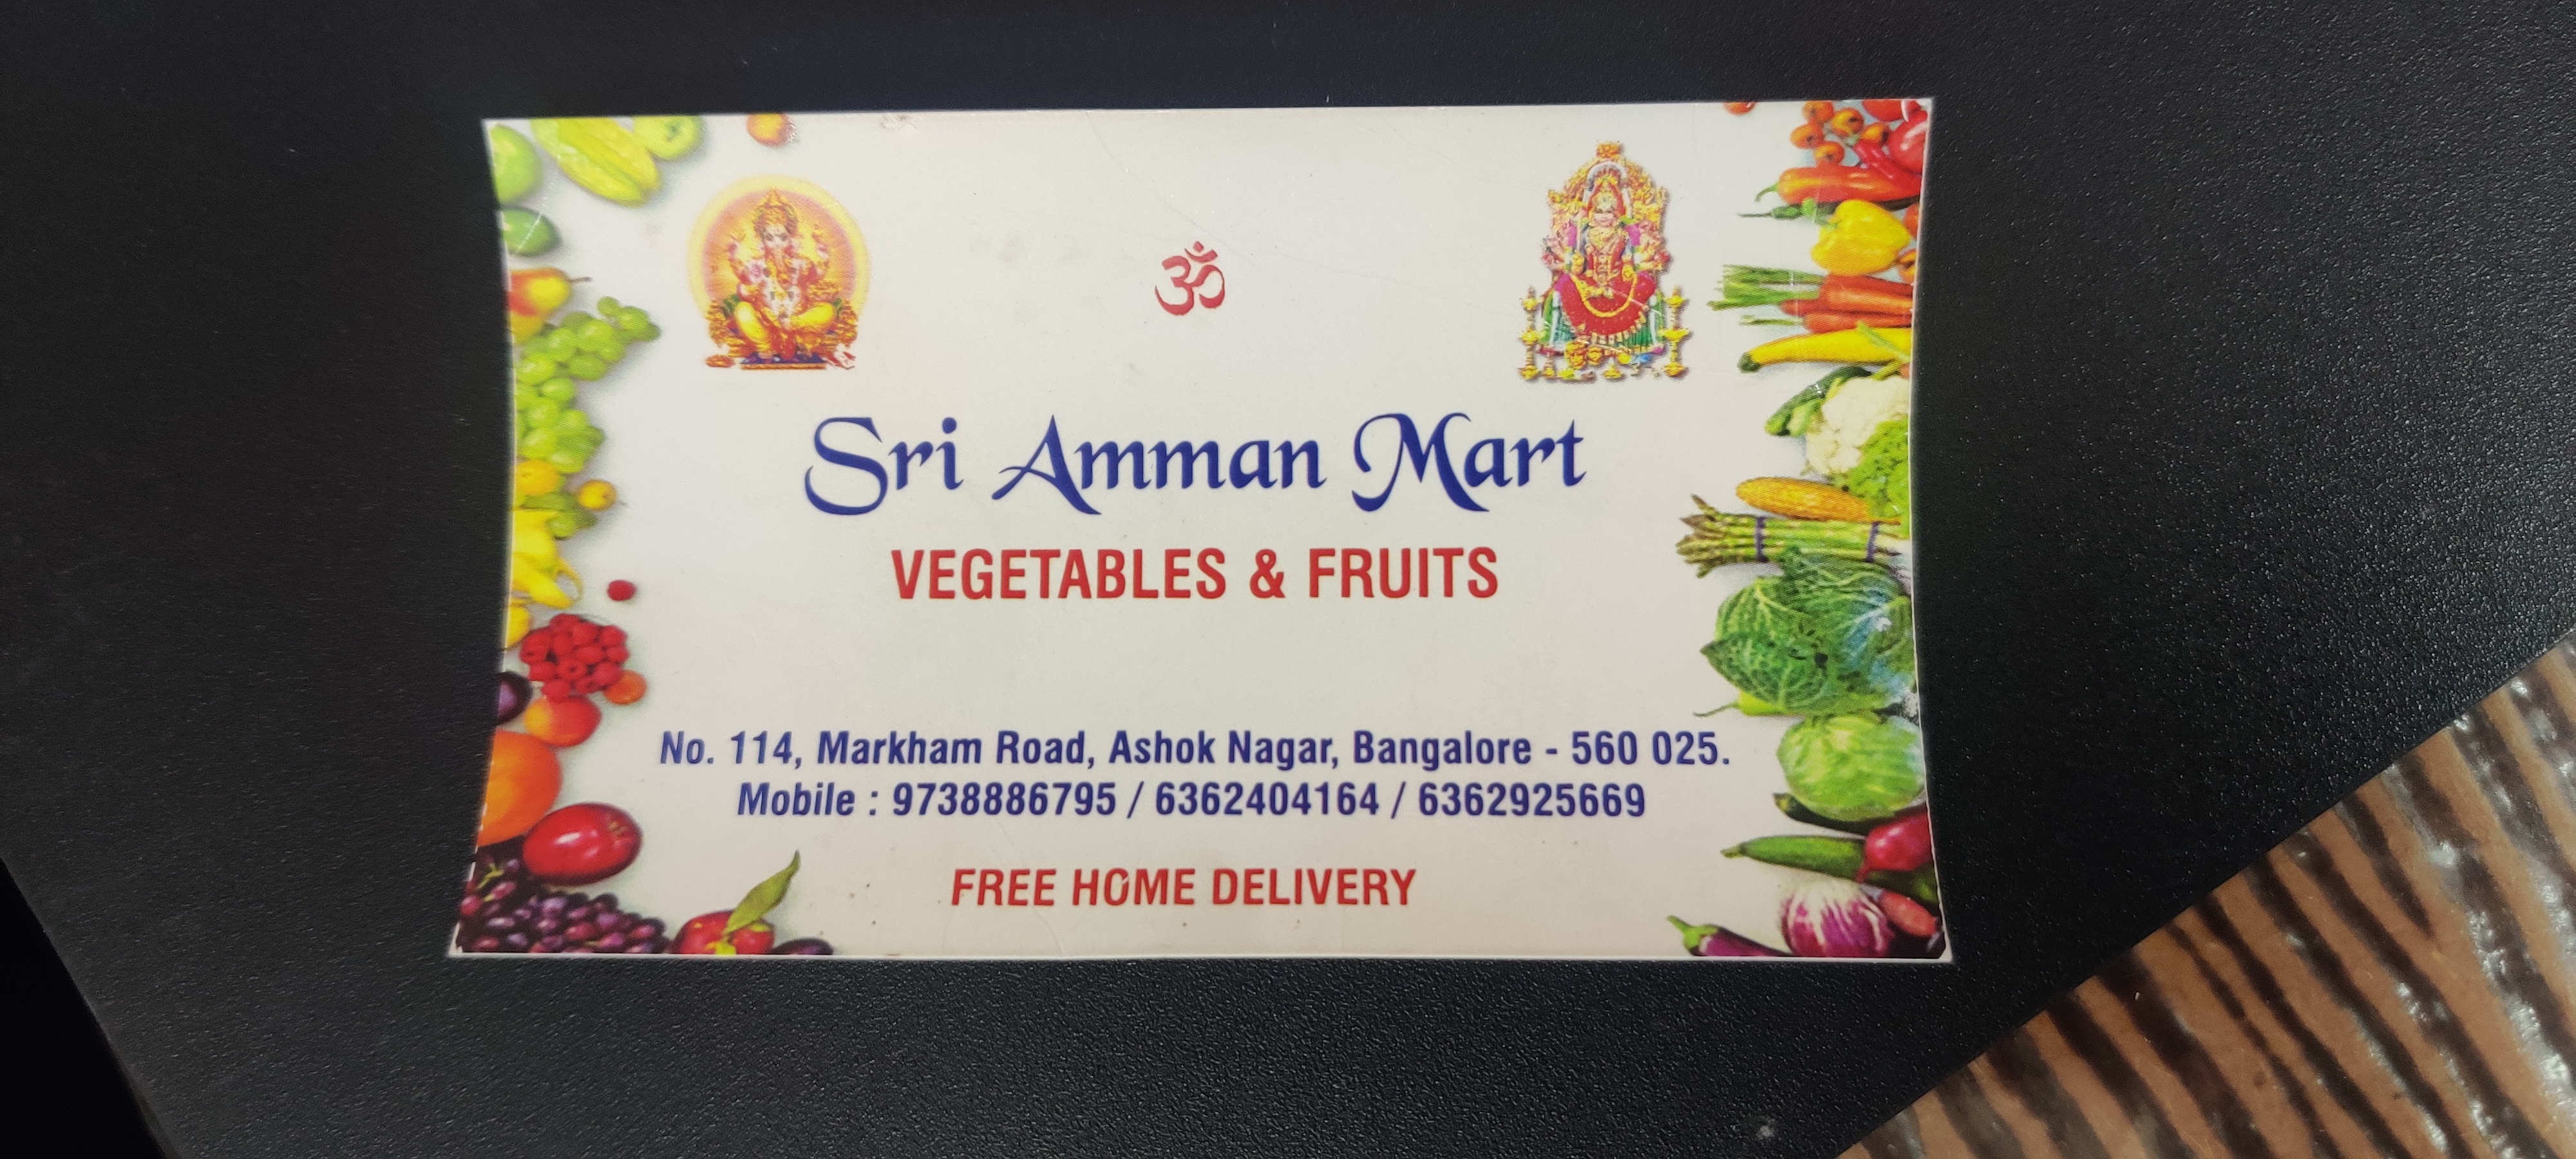 ॐ
Sri Amman Mart
VEGETABLES & FRUITS
No. 114, Markham Road, Ashok Nagar, Bangalore - 560 025.
Mobile : 9738886795 / 6362404164 / 6362925669
FREE HOME DELIVERY